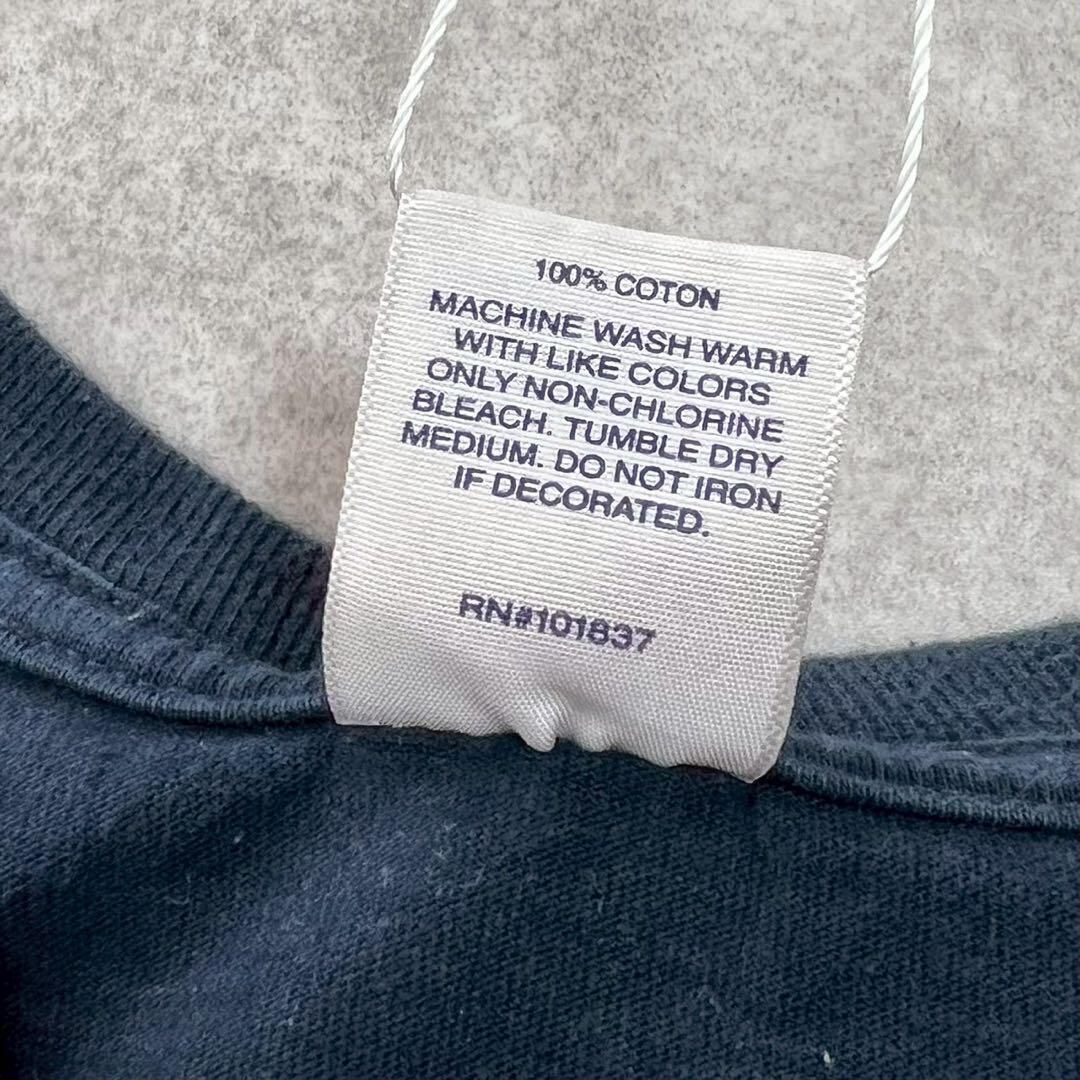 100% COTON
MACHINE WASH WARM
WITH LIKE COLORS
ONLY NON-CHLORINE
BLEACH. TUMBLE DRY
MEDIUM. DO NOT IRON
IF DECORATED.
RN#101837